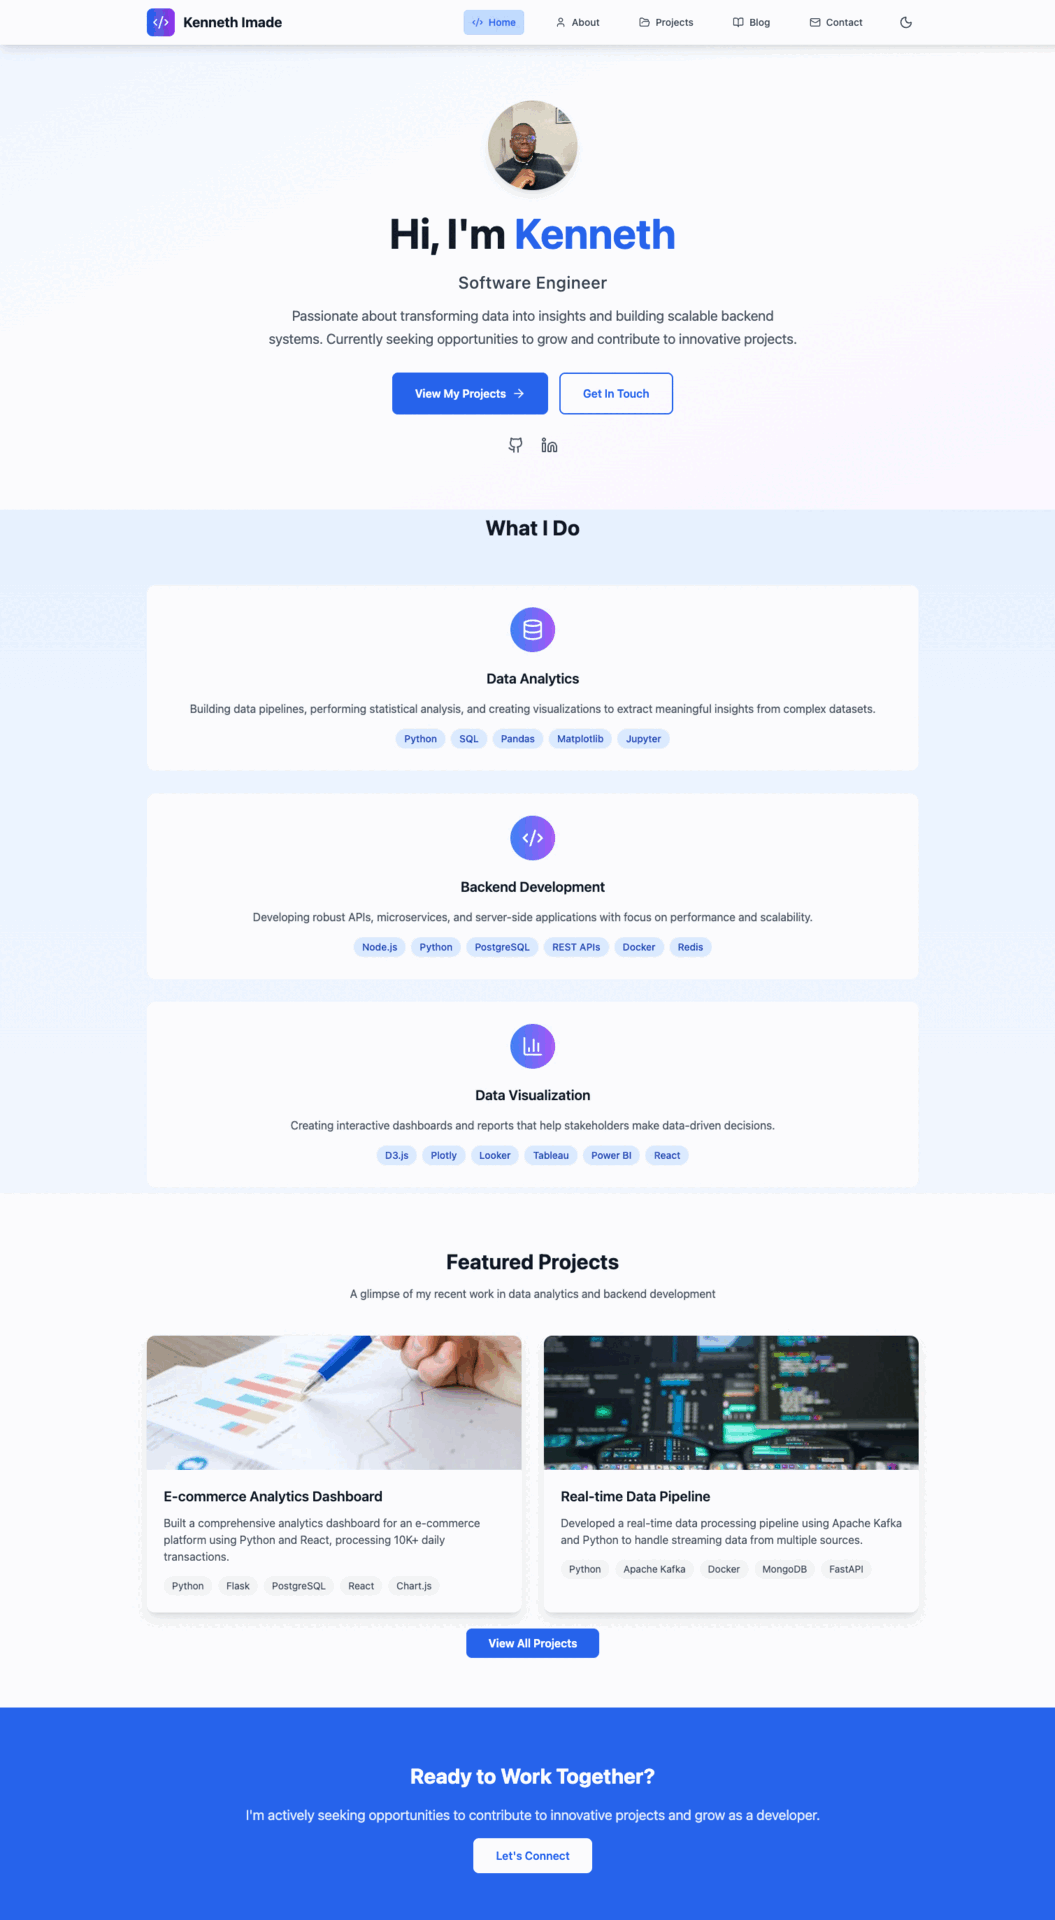 Kenneth Imade
Home
About
Projects
Blog
Contact
Hi, I'm Kenneth
Software Engineer
Passionate about transforming data into insights and building scalable backend
systems. Currently seeking opportunities to grow and contribute to innovative projects.
View My Projects →
Get In Touch
What I Do
Data Analytics
Building data pipelines, performing statistical analysis, and creating visualizations to extract meaningful insights from complex datasets.
Python SQL Pandas Matplotlib Jupyter
Backend Development
Developing robust APIs, microservices, and server-side applications with focus on performance and scalability.
Node.js Python PostgreSQL REST APIs Docker Redis
Data Visualization
Creating interactive dashboards and reports that help stakeholders make data-driven decisions.
D3.js Plotly Looker Tableau Power BI React
Featured Projects
A glimpse of my recent work in data analytics and backend development
E-commerce Analytics Dashboard
Built a comprehensive analytics dashboard for an e-commerce
platform using Python and React, processing 10K+ daily
transactions.
Python Flask PostgreSQL React Chart.js
Real-time Data Pipeline
Developed a real-time data processing pipeline using Apache Kafka
and Python to handle streaming data from multiple sources.
Python Apache Kafka Docker MongoDB FastAPI
View All Projects
Ready to Work Together?
I'm actively seeking opportunities to contribute to innovative projects and grow as a developer.
Let's Connect